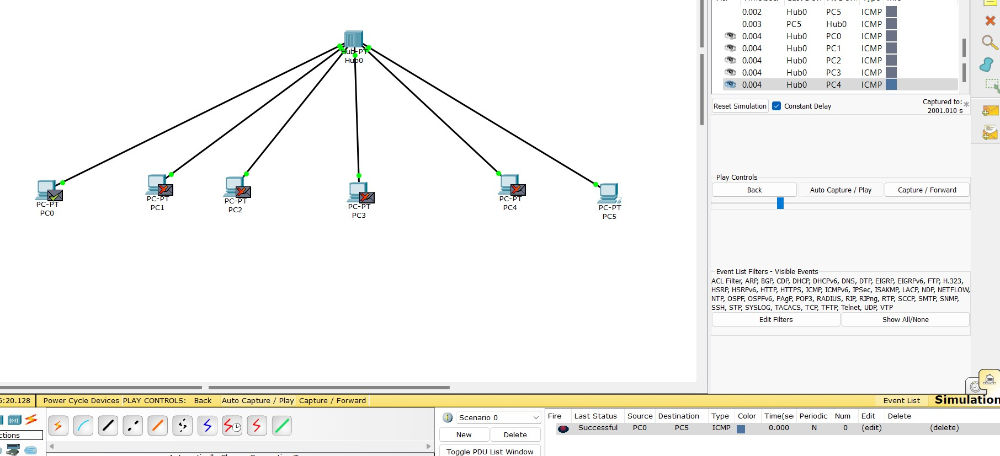 0.002 Hub0 PC5 ICMP
0.003 PC5 Hub0 ICMP
0.004 Hub0 PC0 ICMP
0.004 Hub0 PC1 ICMP
0.004 Hub0 PC2 ICMP
0.004 Hub0 PC3 ICMP
0.004 Hub0 PC4 ICMP
Reset Simulation Constant Delay Captured to: *
2001.010 s
Hub-PT
Hub0
PC-PT
PC0
PC-PT
PC1
PC-PT
PC2
PC-PT
PC3
PC-PT
PC4
PC-PT
PC5
Play Controls
Back Auto Capture / Play Capture / Forward
Event List Filters - Visible Events
ACL Filter, ARP, BGP, CDP, DHCP, DHCPv6, DNS, DTP, EIGRP, EIGRPv6, FTP, H.323,
HSRP, HSRPv6, HTTP, HTTPS, ICMP, ICMPv6, IPSec, ISAKMP, LACP, NDP, NETFLOW,
NTP, OSPF, OSPFv6, PAgP, POP3, RADIUS, RIP, RIPng, RTP, SCCP, SMTP, SNMP,
SSH, STP, SYSLOG, TACACS, TCP, TFTP, Telnet, UDP, VTP
Edit Filters Show All/None
:20.128 Power Cycle Devices PLAY CONTROLS: Back Auto Capture / Play Capture / Forward Event List Simulation
ctions
Scenario 0
New Delete
Toggle PDU List Window
Fire Last Status Source Destination Type Color Time(sec Periodic Num Edit Delete
Successful PC0 PC5 ICMP 0.000 N 0 (edit) (delete)